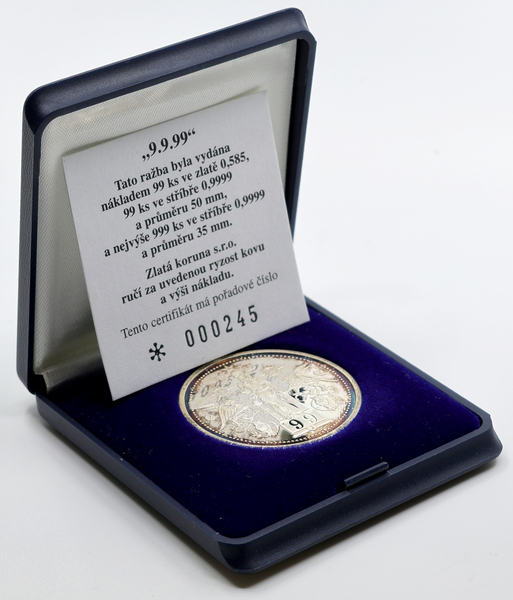 „9.9.99“
Tato ražba byla vydána
nákladem 99 ks ve zlatě 0,585,
99 ks ve stříbře 0,9999
a průměru 50 mm,
a nejvýše 999 ks ve stříbře 0,9999
a průměru 35 mm.
Zlatá koruna s.r.o.
ručí za uvedenou ryzost kovu
a výši nákladu.
Tento certifikát má pořadové číslo
* 000245